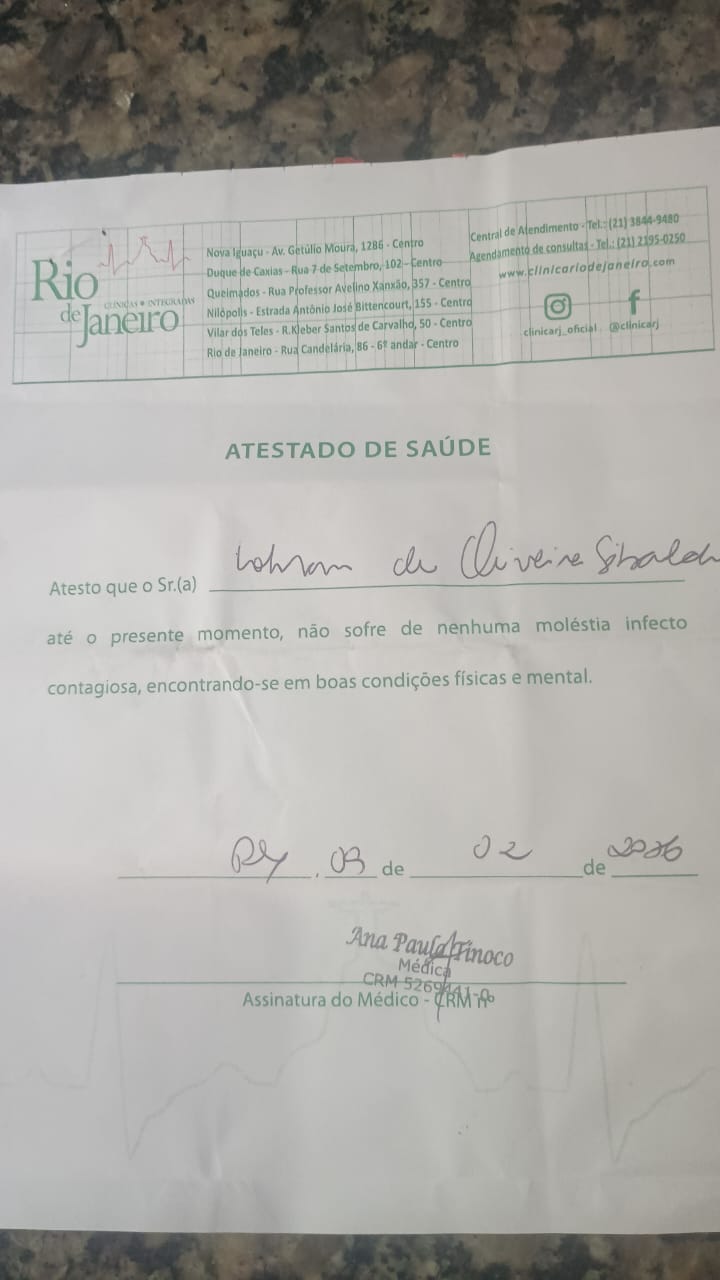 Rio
de Janeiro
CLÍNICAS INTEGRADAS
Nova Iguaçu - Av. Getúlio Moura, 1286 - Centro
Duque de Caxias - Rua 7 de Setembro, 102 - Centro
Queimados - Rua Professor Avelino Xanxão, 357 - Centro
Nilópolis - Estrada Antônio José Bittencourt, 155 - Centro
Vilar dos Teles - R.Kleber Santos de Carvalho, 50 - Centro
Rio de Janeiro - Rua Candelária, 86 - 6º andar - Centro
Central de Atendimento - Tel.: (21) 3844-9480
Agendamento de consultas - Tel.: (21) 2195-0250
www.clinicariodejaneiro.com
clinicarj_oficial @clinicarj
ATESTADO DE SAÚDE
Atesto que o Sr.(a) de Oliveira
até o presente momento, não sofre de nenhuma moléstia infecto
contagiosa, encontrando-se em boas condições físicas e mental.
03 de 02 de
Ana Paula Tinoco
Médica
CRM
Assinatura do Médico - CRM nº